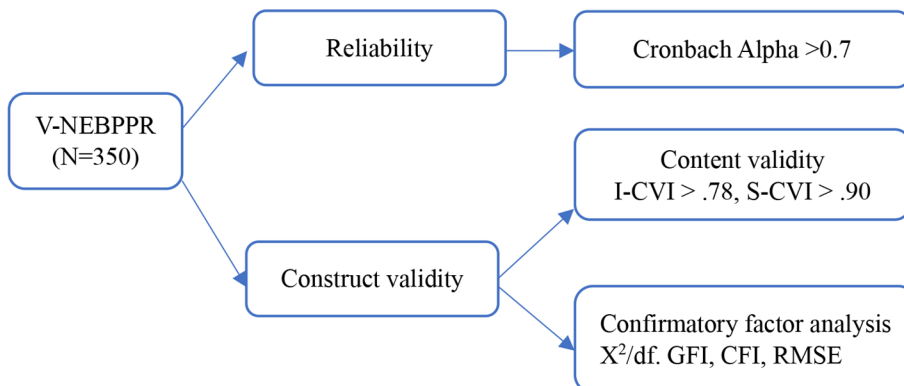 Reliability
Cronbach Alpha >0.7
V-NEBPPR
(N=350)
Content validity
I-CVI > .78, S-CVI > .90
Construct validity
Confirmatory factor analysis
X²/df. GFI, CFI, RMSE